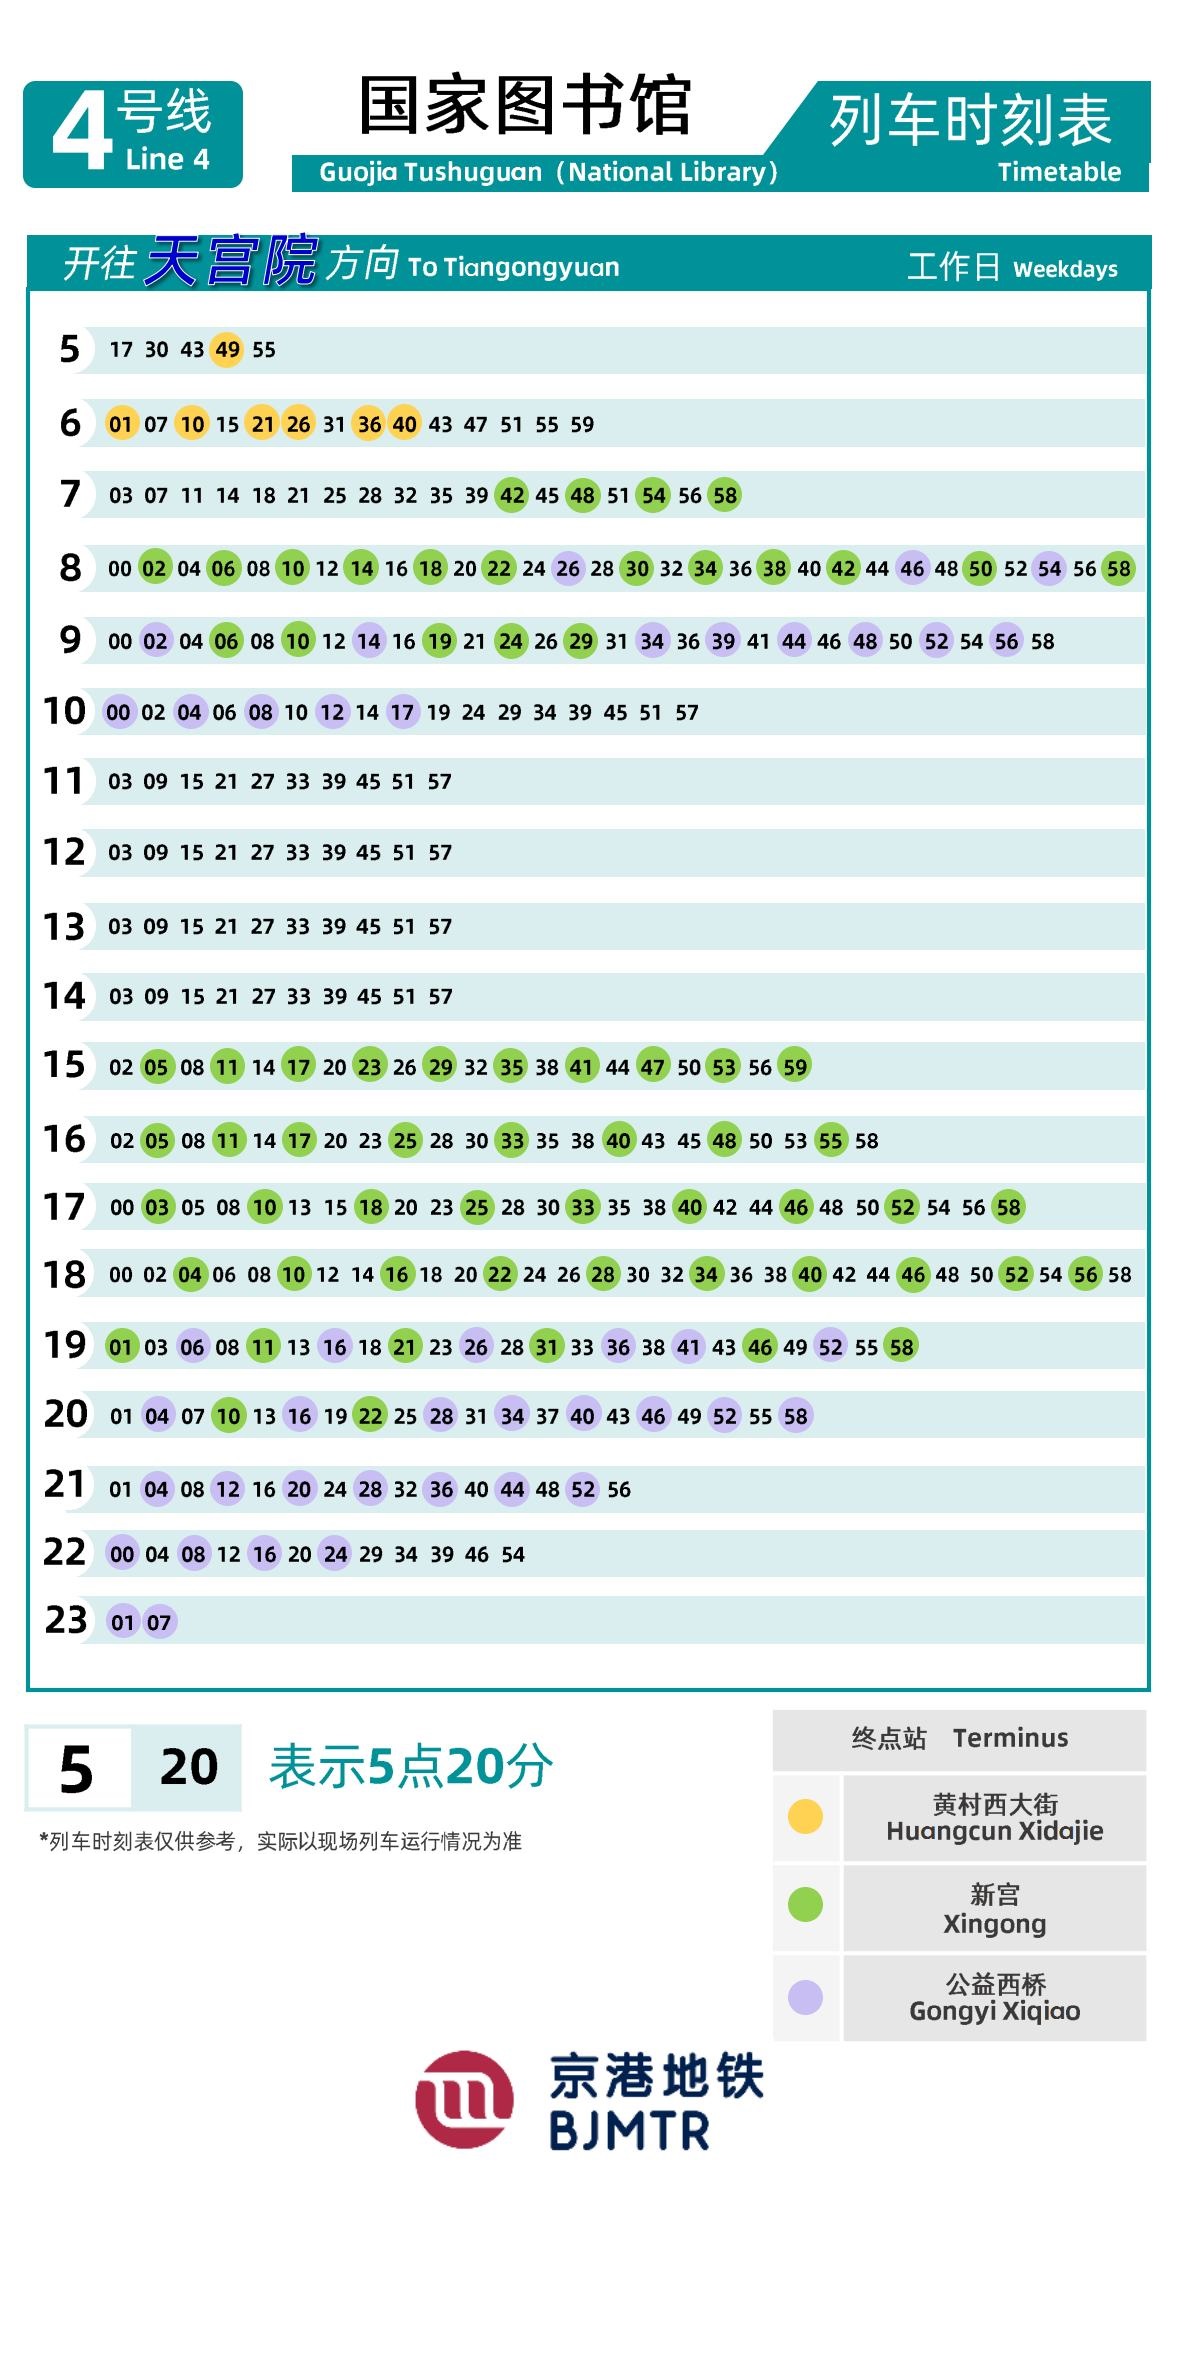 4号线
Line 4
国家图书馆
Guojia Tushuguan（National Library）
列车时刻表
Timetable
开往天宫院方向 To Tiangongyuan
工作日 Weekdays
5 17 30 43 49 55
6 01 07 10 15 21 26 31 36 40 43 47 51 55 59
7 03 07 11 14 18 21 25 28 32 35 39 42 45 48 51 54 56 58
8 00 02 04 06 08 10 12 14 16 18 20 22 24 26 28 30 32 34 36 38 40 42 44 46 48 50 52 54 56 58
9 00 02 04 06 08 10 12 14 16 19 21 24 26 29 31 34 36 39 41 44 46 48 50 52 54 56 58
10 00 02 04 06 08 10 12 14 17 19 24 29 34 39 45 51 57
11 03 09 15 21 27 33 39 45 51 57
12 03 09 15 21 27 33 39 45 51 57
13 03 09 15 21 27 33 39 45 51 57
14 03 09 15 21 27 33 39 45 51 57
15 02 05 08 11 14 17 20 23 26 29 32 35 38 41 44 47 50 53 56 59
16 02 05 08 11 14 17 20 23 25 28 30 33 35 38 40 43 45 48 50 53 55 58
17 00 03 05 08 10 13 15 18 20 23 25 28 30 33 35 38 40 42 44 46 48 50 52 54 56 58
18 00 02 04 06 08 10 12 14 16 18 20 22 24 26 28 30 32 34 36 38 40 42 44 46 48 50 52 54 56 58
19 01 03 06 08 11 13 16 18 21 23 26 28 31 33 36 38 41 43 46 49 52 55 58
20 01 04 07 10 13 16 19 22 25 28 31 34 37 40 43 46 49 52 55 58
21 01 04 08 12 16 20 24 28 32 36 40 44 48 52 56
22 00 04 08 12 16 20 24 29 34 39 46 54
23 01 07
5 20 表示5点20分
*列车时刻表仅供参考，实际以现场列车运行情况为准
终点站 Terminus
黄村西大街
Huangcun Xidajie
新宫
Xingong
公益西桥
Gongyi Xiqiao
京港地铁
BJMTR